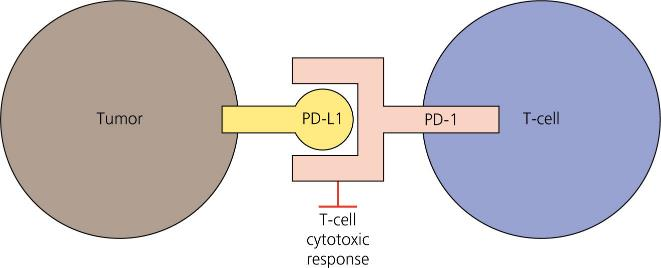 Tumor
PD-L1
PD-1
T-cell
T-cell
cytotoxic
response